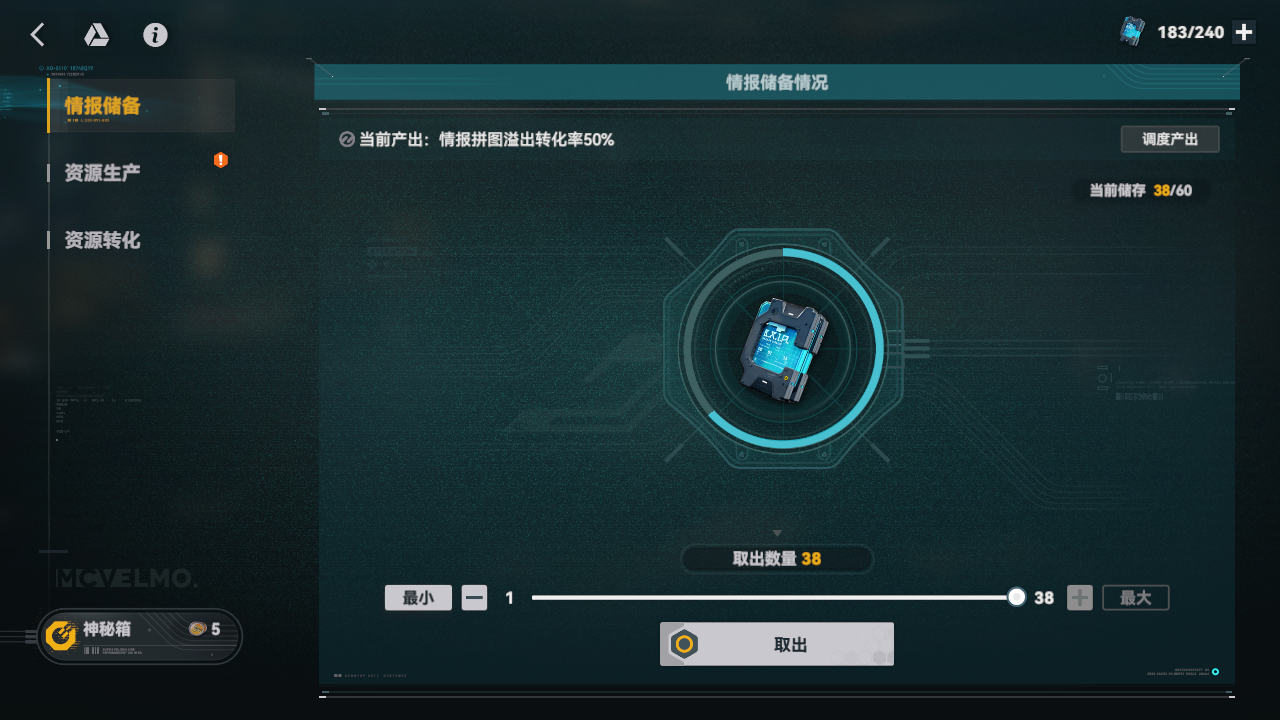 183/240
情报储备
资源生产
资源转化
情报储备情况
当前产出：情报拼图溢出转化率50%
调度产出
当前储存 38/60
取出数量 38
最小
1
38
最大
取出
MCVELMO.
神秘箱
5